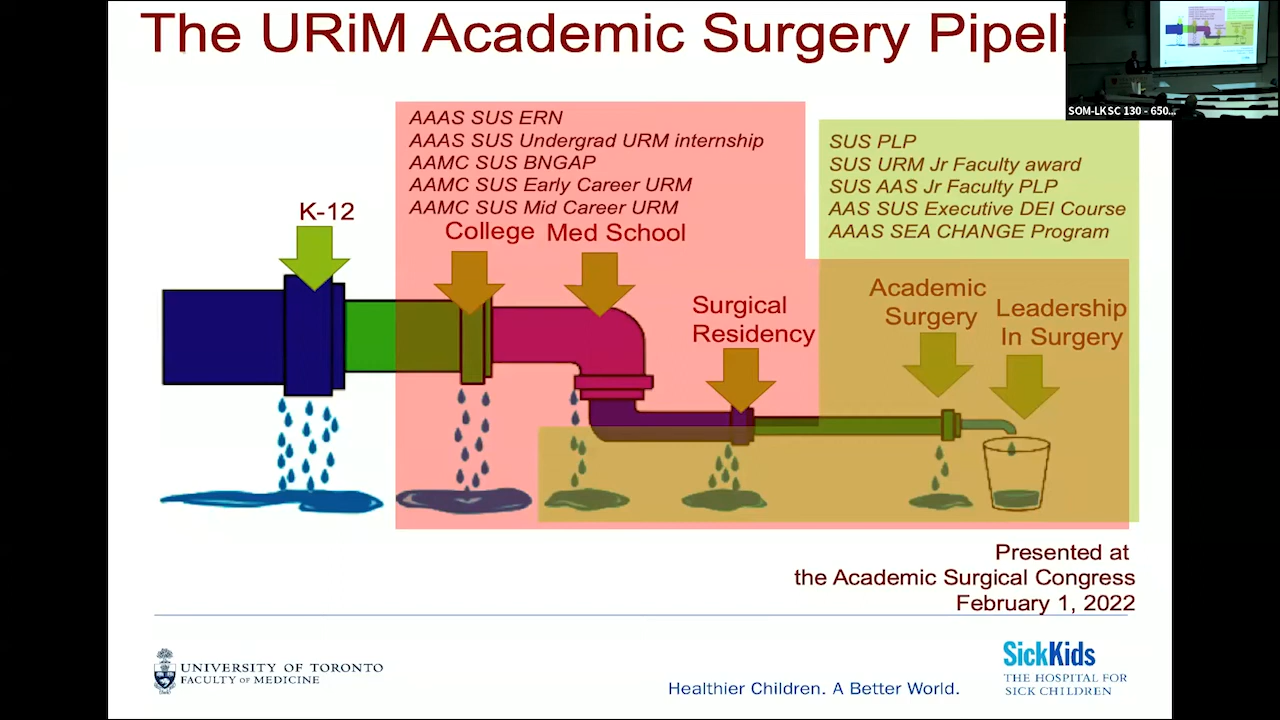 The URiM Academic Surgery Pipeli
SOM-LKSC 130 - 650...
AAAS SUS ERN
AAAS SUS Undergrad URM internship
AAMC SUS BNGAP
AAMC SUS Early Career URM
AAMC SUS Mid Career URM
SUS PLP
SUS URM Jr Faculty award
SUS AAS Jr Faculty PLP
AAS SUS Executive DEI Course
AAAS SEA CHANGE Program
K-12
College
Med School
Surgical
Residency
Academic
Surgery
Leadership
In Surgery
Presented at
the Academic Surgical Congress
February 1, 2022
UNIVERSITY OF TORONTO
FACULTY OF MEDICINE
Healthier Children. A Better World.
SickKids
THE HOSPITAL FOR
SICK CHILDREN